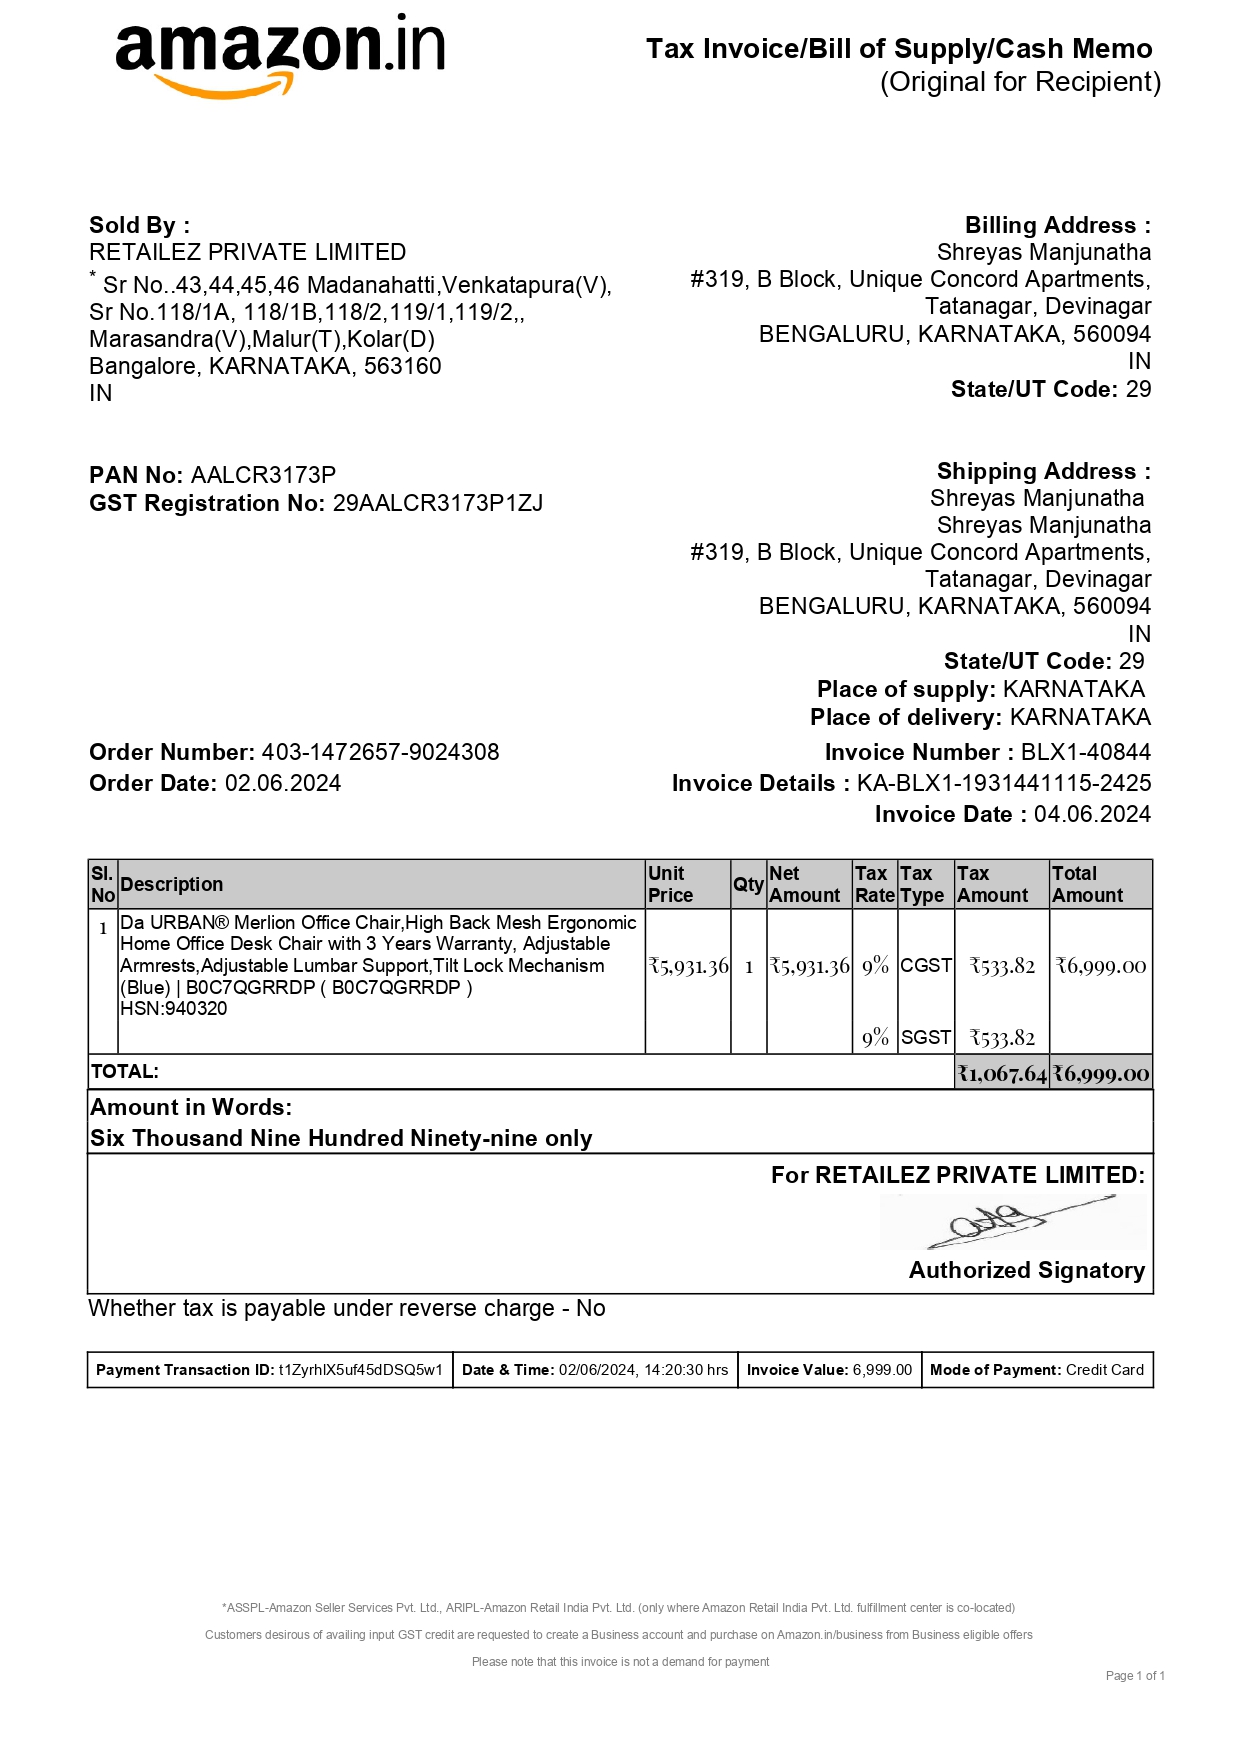 amazon.in
Tax Invoice/Bill of Supply/Cash Memo
(Original for Recipient)
Sold By :
RETAILEZ PRIVATE LIMITED
* Sr No..43,44,45,46 Madanahatti,Venkatapura(V),
Sr No.118/1A, 118/1B,118/2,119/1,119/2,,
Marasandra(V),Malur(T),Kolar(D)
Bangalore, KARNATAKA, 563160
IN
Billing Address :
Shreyas Manjunatha
#319, B Block, Unique Concord Apartments,
Tatanagar, Devinagar
BENGALURU, KARNATAKA, 560094
IN
State/UT Code: 29
PAN No: AALCR3173P
GST Registration No: 29AALCR3173P1ZJ
Shipping Address :
Shreyas Manjunatha
Shreyas Manjunatha
#319, B Block, Unique Concord Apartments,
Tatanagar, Devinagar
BENGALURU, KARNATAKA, 560094
IN
State/UT Code: 29
Place of supply: KARNATAKA
Place of delivery: KARNATAKA
Order Number: 403-1472657-9024308
Order Date: 02.06.2024
Invoice Number : BLX1-40844
Invoice Details : KA-BLX1-1931441115-2425
Invoice Date : 04.06.2024
Sl. No Description Unit Price Qty Net Amount Tax Rate Tax Type Tax Amount Total Amount
1 Da URBAN® Merlion Office Chair,High Back Mesh Ergonomic
Home Office Desk Chair with 3 Years Warranty, Adjustable
Armrests,Adjustable Lumbar Support,Tilt Lock Mechanism
(Blue) | B0C7QGRRDP ( B0C7QGRRDP )
HSN:940320
₹5,931.36 1 ₹5,931.36 9% CGST ₹533.82 ₹6,999.00
9% SGST ₹533.82
TOTAL: ₹1,067.64 ₹6,999.00
Amount in Words:
Six Thousand Nine Hundred Ninety-nine only
For RETAILEZ PRIVATE LIMITED:
Authorized Signatory
Whether tax is payable under reverse charge - No
Payment Transaction ID: t1ZyrhlX5uf45dDSQ5w1 Date & Time: 02/06/2024, 14:20:30 hrs Invoice Value: 6,999.00 Mode of Payment: Credit Card
*ASSPL-Amazon Seller Services Pvt. Ltd., ARIPL-Amazon Retail India Pvt. Ltd. (only where Amazon Retail India Pvt. Ltd. fulfillment center is co-located)
Customers desirous of availing input GST credit are requested to create a Business account and purchase on Amazon.in/business from Business eligible offers
Please note that this invoice is not a demand for payment
Page 1 of 1